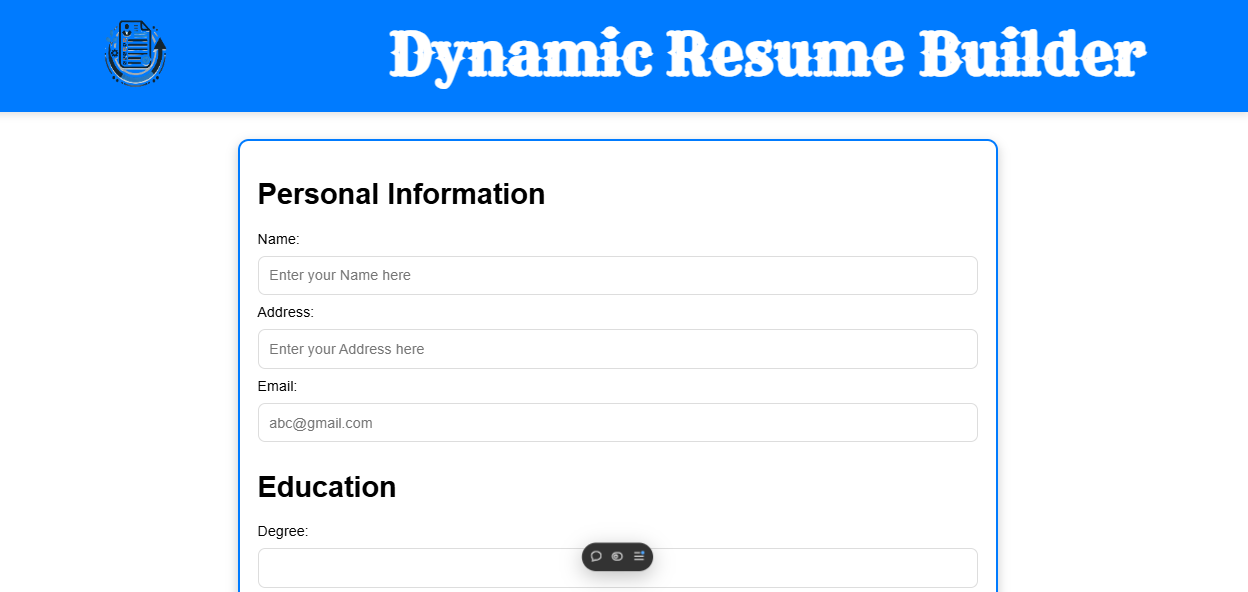 Dynamic Resume Builder
Personal Information
Name:
Enter your Name here
Address:
Enter your Address here
Email:
abc@gmail.com
Education
Degree: